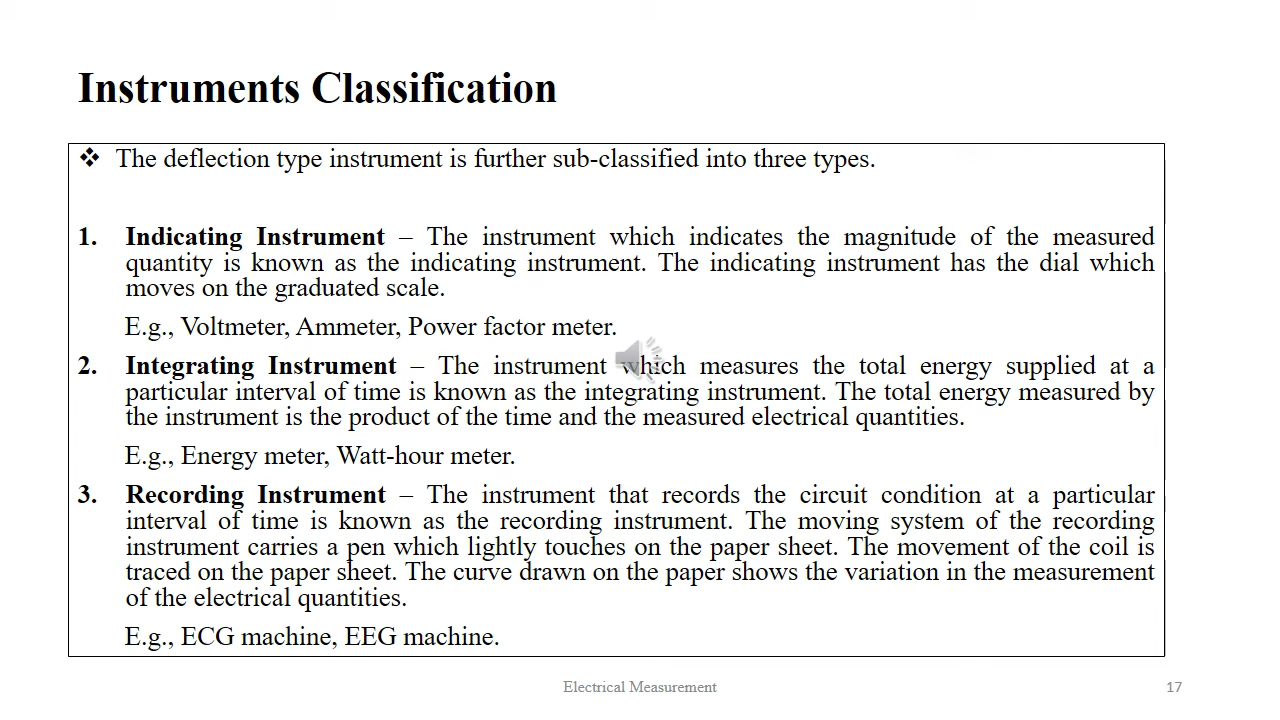 Instruments Classification
❖ The deflection type instrument is further sub-classified into three types.
1. Indicating Instrument – The instrument which indicates the magnitude of the measured
quantity is known as the indicating instrument. The indicating instrument has the dial which
moves on the graduated scale.
E.g., Voltmeter, Ammeter, Power factor meter.
2. Integrating Instrument – The instrument which measures the total energy supplied at a
particular interval of time is known as the integrating instrument. The total energy measured by
the instrument is the product of the time and the measured electrical quantities.
E.g., Energy meter, Watt-hour meter.
3. Recording Instrument – The instrument that records the circuit condition at a particular
interval of time is known as the recording instrument. The moving system of the recording
instrument carries a pen which lightly touches on the paper sheet. The movement of the coil is
traced on the paper sheet. The curve drawn on the paper shows the variation in the measurement
of the electrical quantities.
E.g., ECG machine, EEG machine.
Electrical Measurement
17